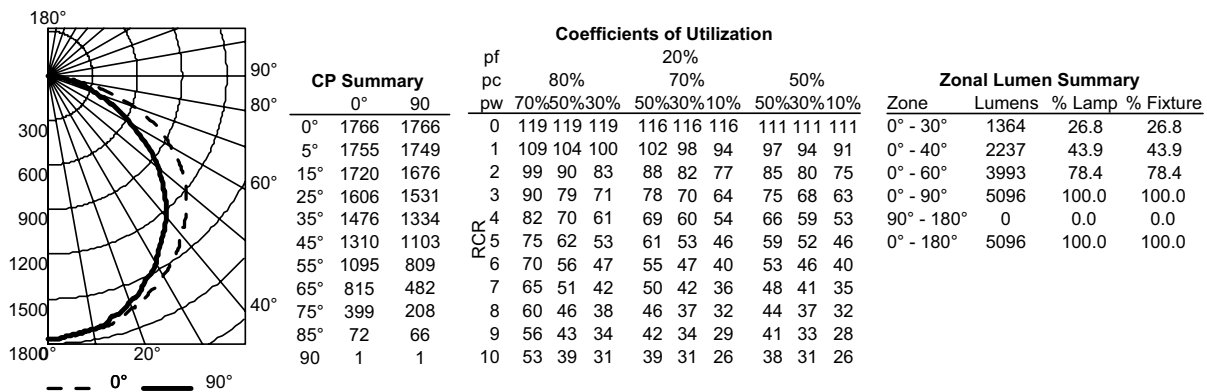 180°
90°
80°
60°
40°
300
600
900
1200
1500
1800°
20°
0° 90°
CP Summary
0° 90
0° 1766 1766
5° 1755 1749
15° 1720 1676
25° 1606 1531
35° 1476 1334
45° 1310 1103
55° 1095 809
65° 815 482
75° 399 208
85° 72 66
90 1 1
Coefficients of Utilization
pf 20%
pc 80% 70% 50%
pw 70%50%30% 50%30%10% 50%30%10%
RCR
0 119 119 119 116 116 116 111 111 111
1 109 104 100 102 98 94 97 94 91
2 99 90 83 88 82 77 85 80 75
3 90 79 71 78 70 64 75 68 63
4 82 70 61 69 60 54 66 59 53
5 75 62 53 61 53 46 59 52 46
6 70 56 47 55 47 40 53 46 40
7 65 51 42 50 42 36 48 41 35
8 60 46 38 46 37 32 44 37 32
9 56 43 34 42 34 29 41 33 28
10 53 39 31 39 31 26 38 31 26
Zonal Lumen Summary
Zone Lumens % Lamp % Fixture
0° - 30° 1364 26.8 26.8
0° - 40° 2237 43.9 43.9
0° - 60° 3993 78.4 78.4
0° - 90° 5096 100.0 100.0
90° - 180° 0 0.0 0.0
0° - 180° 5096 100.0 100.0